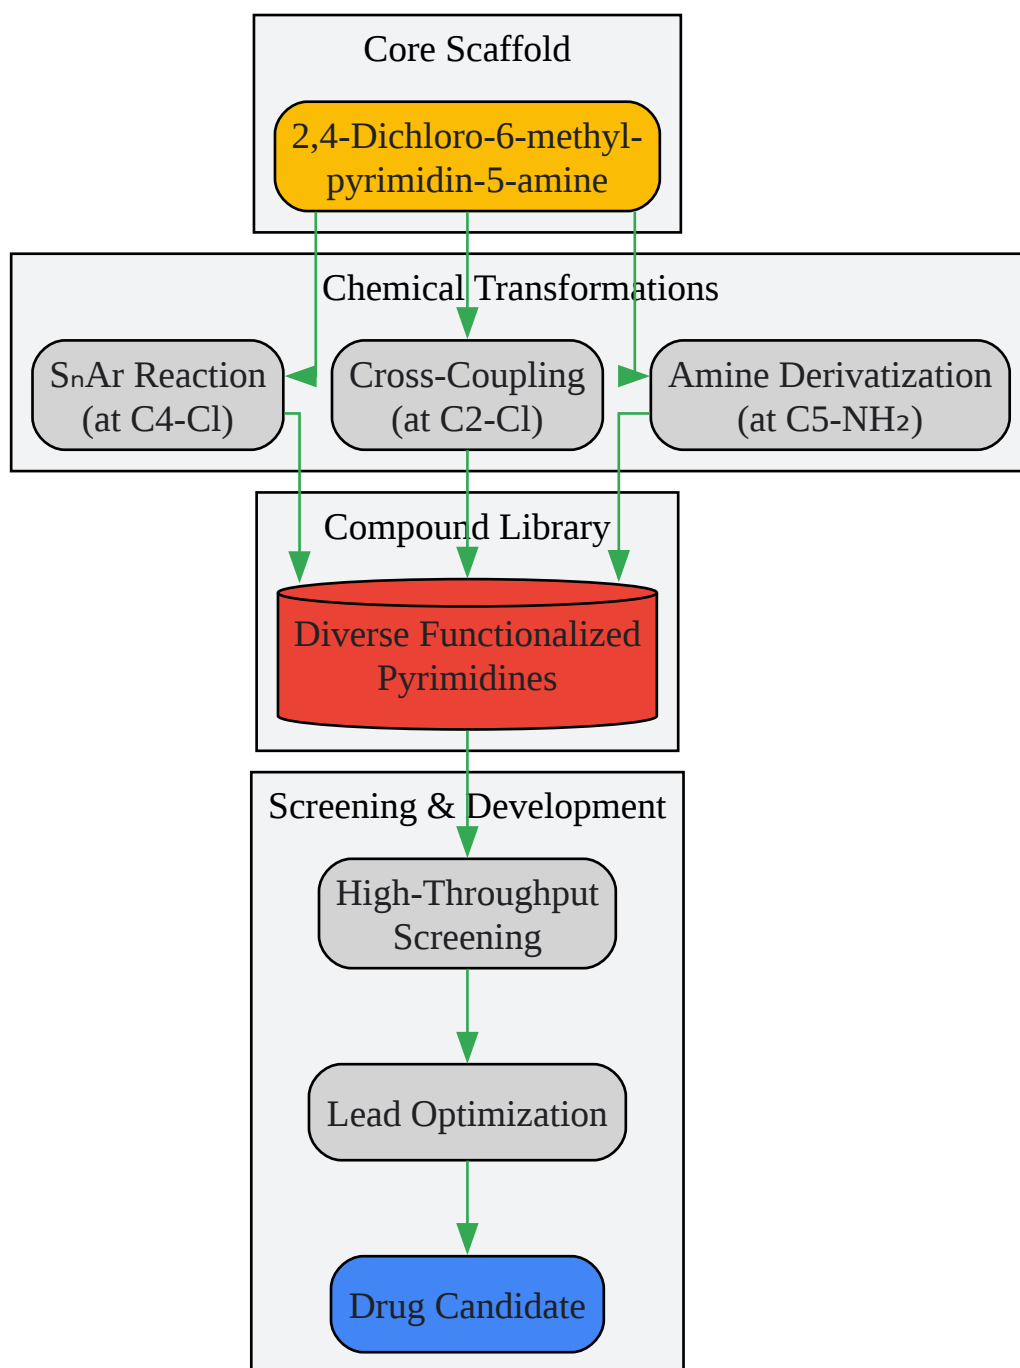 Core Scaffold
2,4-Dichloro-6-methyl-
pyrimidin-5-amine
Chemical Transformations
SₙAr Reaction
(at C4-Cl)
Cross-Coupling
(at C2-Cl)
Amine Derivatization
(at C5-NH₂)
Compound Library
Diverse Functionalized
Pyrimidines
Screening & Development
High-Throughput
Screening
Lead Optimization
Drug Candidate